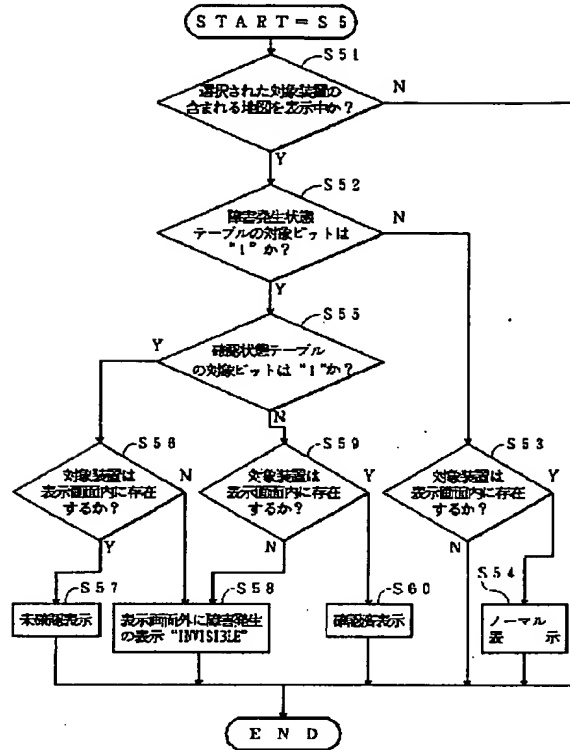 START=S5
S51
選択された対象装置の
含まれる地図を表示中か?
N
Y
S52
障害発生状態
テーブルの対象ビットは
"1"か?
N
Y
S55
確認状態テーブル
の対象ビットは"1"か?
Y
N
S56
対象装置は
表示画面内に存在
するか?
N
Y
S59
対象装置は
表示画面内に存在
するか?
Y
N
S53
対象装置は
表示画面内に存在
するか?
Y
N
S57
未確認表示
S58
表示画面外に障害発生
の表示"INVISIBLE"
S60
確認済表示
S54
ノーマル
表 示
END